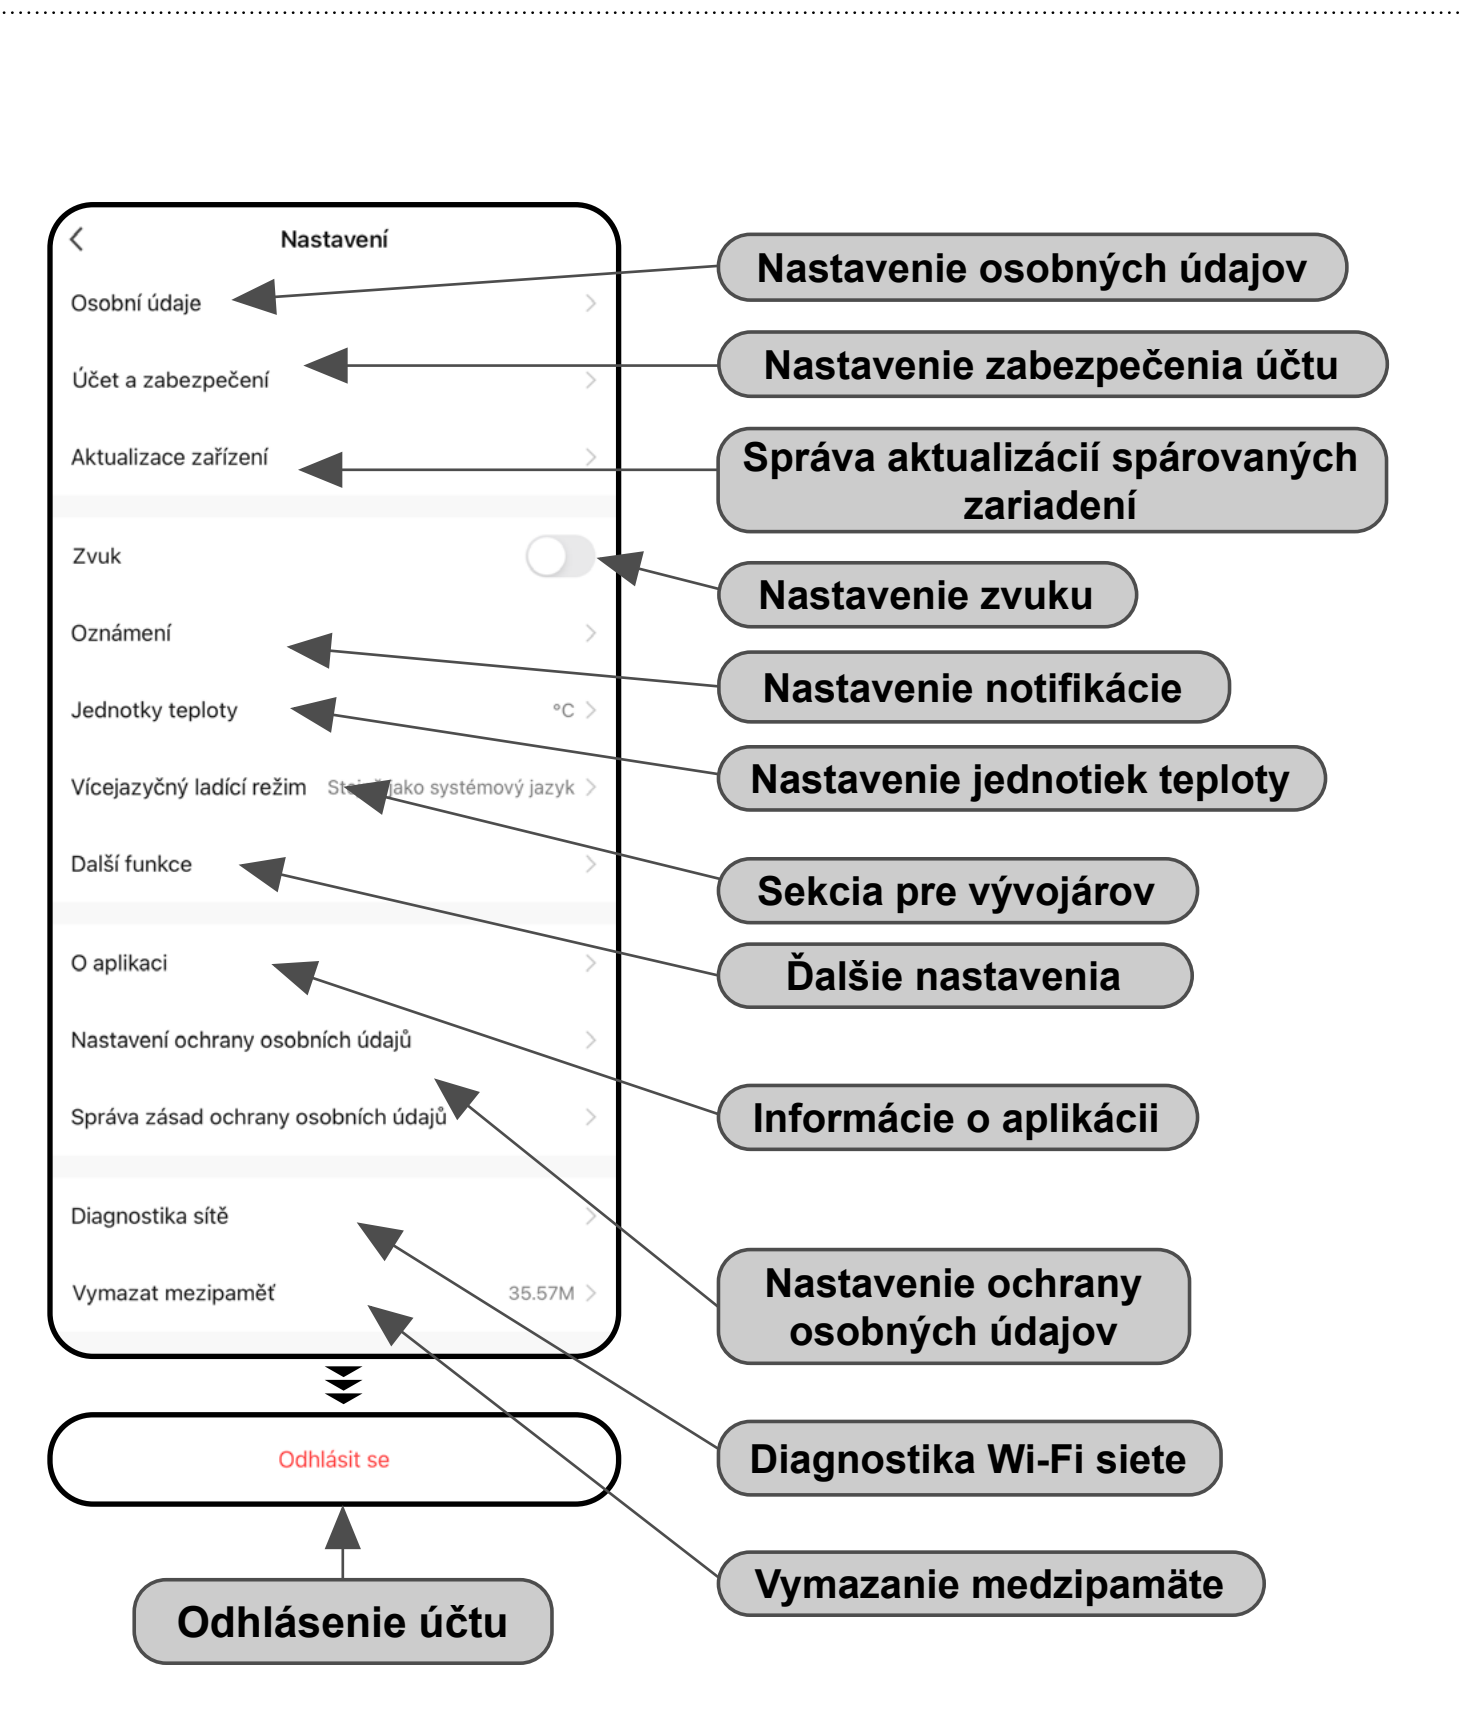 Nastavení
Osobní údaje
Účet a zabezpečení
Aktualizace zařízení
Zvuk
Oznámení
Jednotky teploty °C
Vícejazyčný ladící režim jako systémový jazyk
Další funkce
O aplikaci
Nastavení ochrany osobních údajů
Správa zásad ochrany osobních údajů
Diagnostika sítě
Vymazat mezipaměť 35.57M
Odhlásit se
Odhlásenie účtu
Nastavenie osobných údajov
Nastavenie zabezpečenia účtu
Správa aktualizácií spárovaných
zariadení
Nastavenie zvuku
Nastavenie notifikácie
Nastavenie jednotiek teploty
Sekcia pre vývojárov
Ďalšie nastavenia
Informácie o aplikácii
Nastavenie ochrany
osobných údajov
Diagnostika Wi-Fi siete
Vymazanie medzipamäte